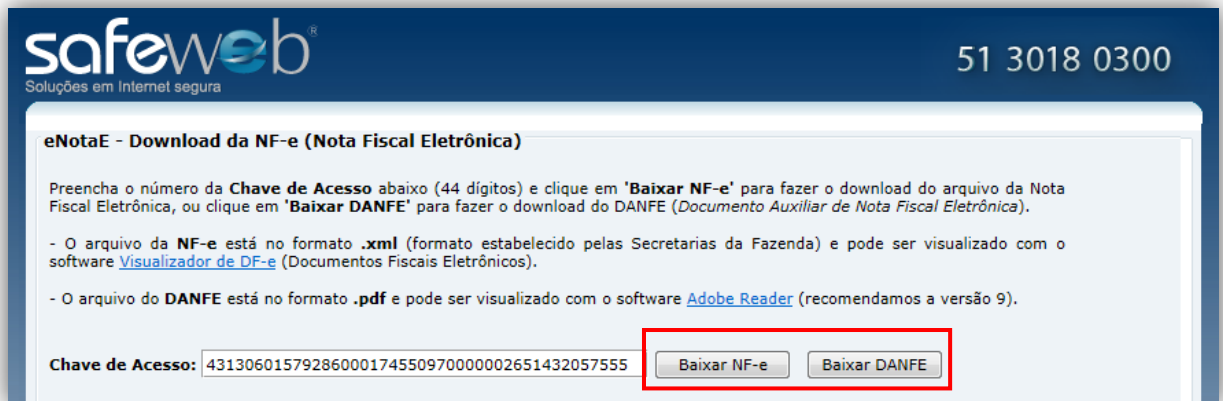 safeweb®
Soluções em Internet segura
51 3018 0300
eNotaE - Download da NF-e (Nota Fiscal Eletrônica)
Preencha o número da Chave de Acesso abaixo (44 dígitos) e clique em 'Baixar NF-e' para fazer o download do arquivo da Nota
Fiscal Eletrônica, ou clique em 'Baixar DANFE' para fazer o download do DANFE (Documento Auxiliar de Nota Fiscal Eletrônica).
- O arquivo da NF-e está no formato .xml (formato estabelecido pelas Secretarias da Fazenda) e pode ser visualizado com o
software Visualizador de DF-e (Documentos Fiscais Eletrônicos).
- O arquivo do DANFE está no formato .pdf e pode ser visualizado com o software Adobe Reader (recomendamos a versão 9).
Chave de Acesso: 43130601579286000174550970000002651432057555 Baixar NF-e Baixar DANFE